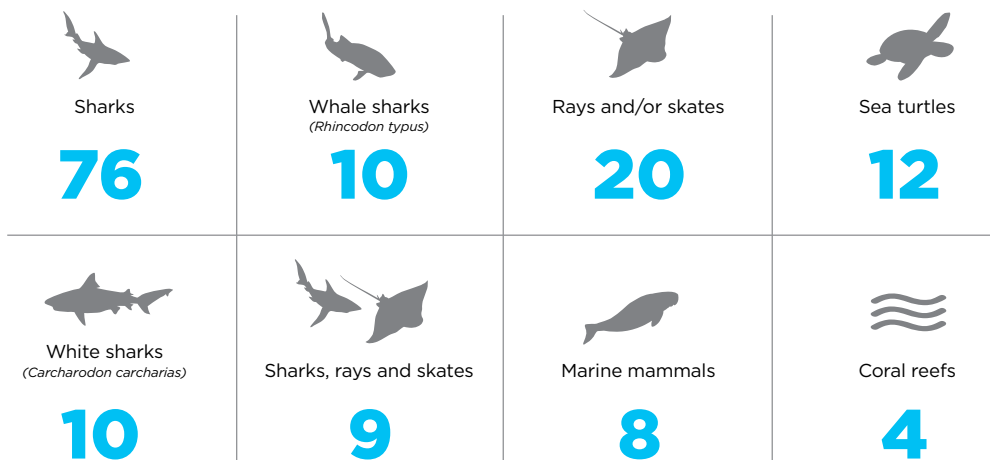 Sharks
76
Whale sharks
(Rhincodon typus)
10
Rays and/or skates
20
Sea turtles
12
White sharks
(Carcharodon carcharias)
10
Sharks, rays and skates
9
Marine mammals
8
Coral reefs
4